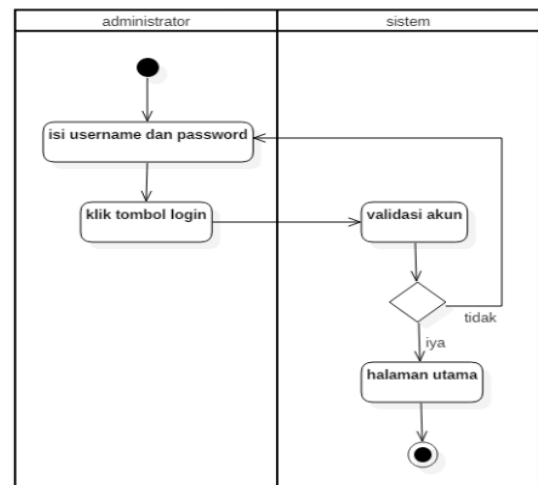 administrator
sistem
isi username dan password
klik tombol login
validasi akun
tidak
iya
halaman utama